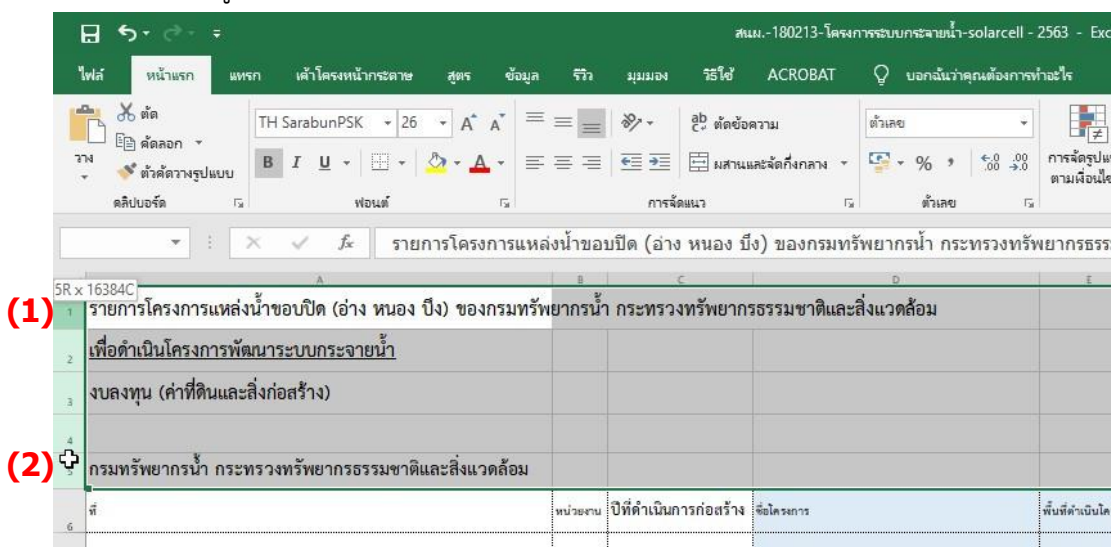 สนม.-180213-โครงการระบบกระจายน้ำ-solarcell - 2563 - Exc
ไฟล์ หน้าแรก แทรก เค้าโครงหน้ากระดาษ สูตร ข้อมูล รีวิว มุมมอง วิธีใช้ ACROBAT บอกฉันว่าคุณต้องการทำอะไร
วาง ตัด คัดลอก ตัวคัดวางรูปแบบ
TH SarabunPSK 26
B I U
ab ตัดข้อความ
ผสานและจัดกึ่งกลาง
ตัวเลข
การจัดรูปแ
ตามเงื่อนไข
คลิปบอร์ด ฟอนต์ การจัดแนว ตัวเลข
fx รายการโครงการแหล่งน้ำขอบปิด (อ่าง หนอง บึง) ของกรมทรัพยากรน้ำ กระทรวงทรัพยากรธรร
5R x 16384C A B C D E
(1) 1 รายการโครงการแหล่งน้ำขอบปิด (อ่าง หนอง บึง) ของกรมทรัพยากรน้ำ กระทรวงทรัพยากรธรรมชาติและสิ่งแวดล้อม
2 เพื่อดำเนินโครงการพัฒนาระบบกระจายน้ำ
3 งบลงทุน (ค่าที่ดินและสิ่งก่อสร้าง)
4
(2) 5 กรมทรัพยากรน้ำ กระทรวงทรัพยากรธรรมชาติและสิ่งแวดล้อม
6 ที่ หน่วยงาน ปีที่ดำเนินการก่อสร้าง ชื่อโครงการ พื้นที่ดำเนินโค